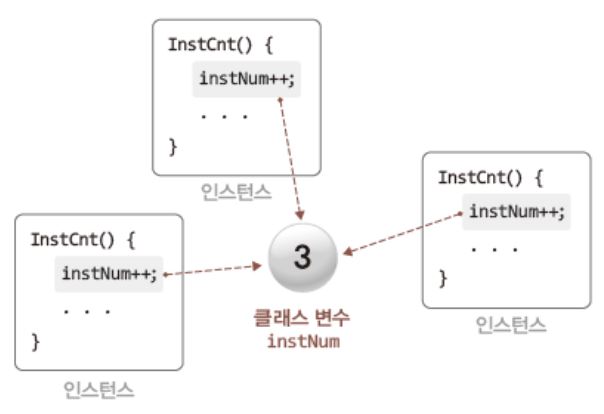 InstCnt() {
instNum++;
. . .
}
인스턴스
InstCnt() {
instNum++;
. . .
}
인스턴스
InstCnt() {
instNum++;
. . .
}
인스턴스
3
클래스 변수
instNum